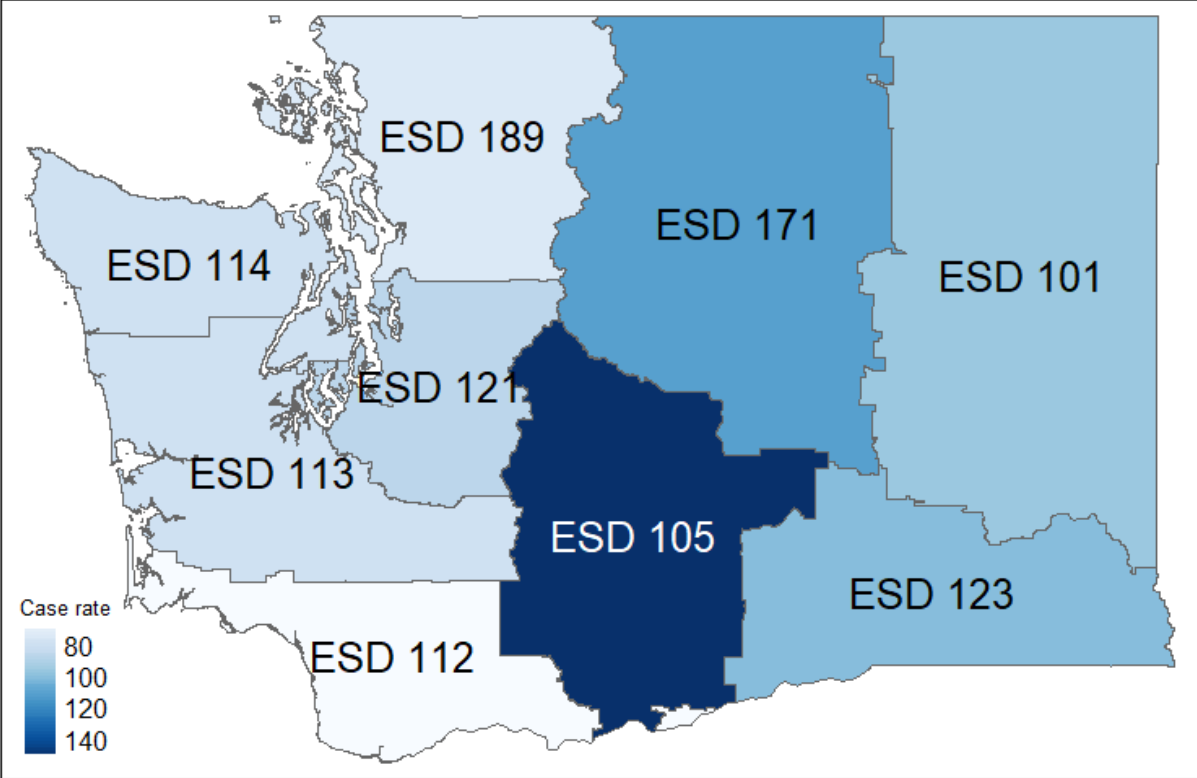 ESD 189
ESD 171
ESD 114
ESD 101
ESD 121
ESD 113
ESD 105
ESD 123
ESD 112
Case rate
80
100
120
140